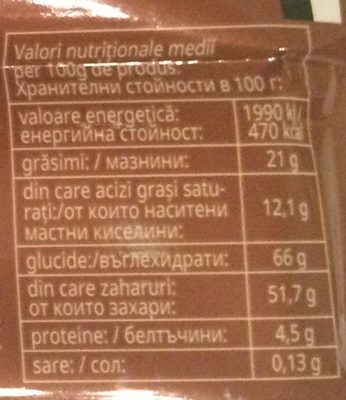 Valori nutriționale medii
per 100g de produs:
Хранителни стойности в 100 г:
valoare energetică: 1990 kJ/
енергийна стойност: 470 kcal
grăsimi: / мазнини: 21 g
din care acizi grași satu-
rați:/от които наситени 12,1 g
мастни киселини:
glucide:/въглехидрати: 66 g
din care zaharuri: 51,7 g
от които захари:
proteine: / белтъчини: 4,5 g
sare: / сол: 0,13 g